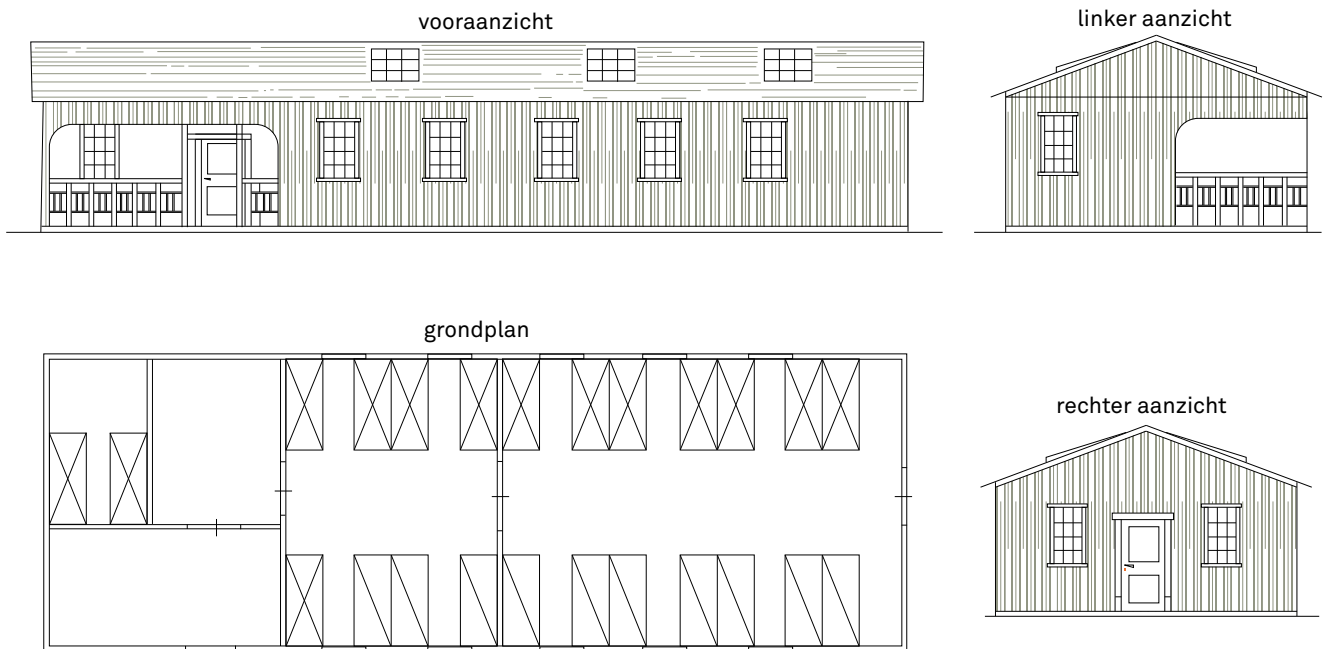 vooraanzicht
linker aanzicht
grondplan
rechter aanzicht